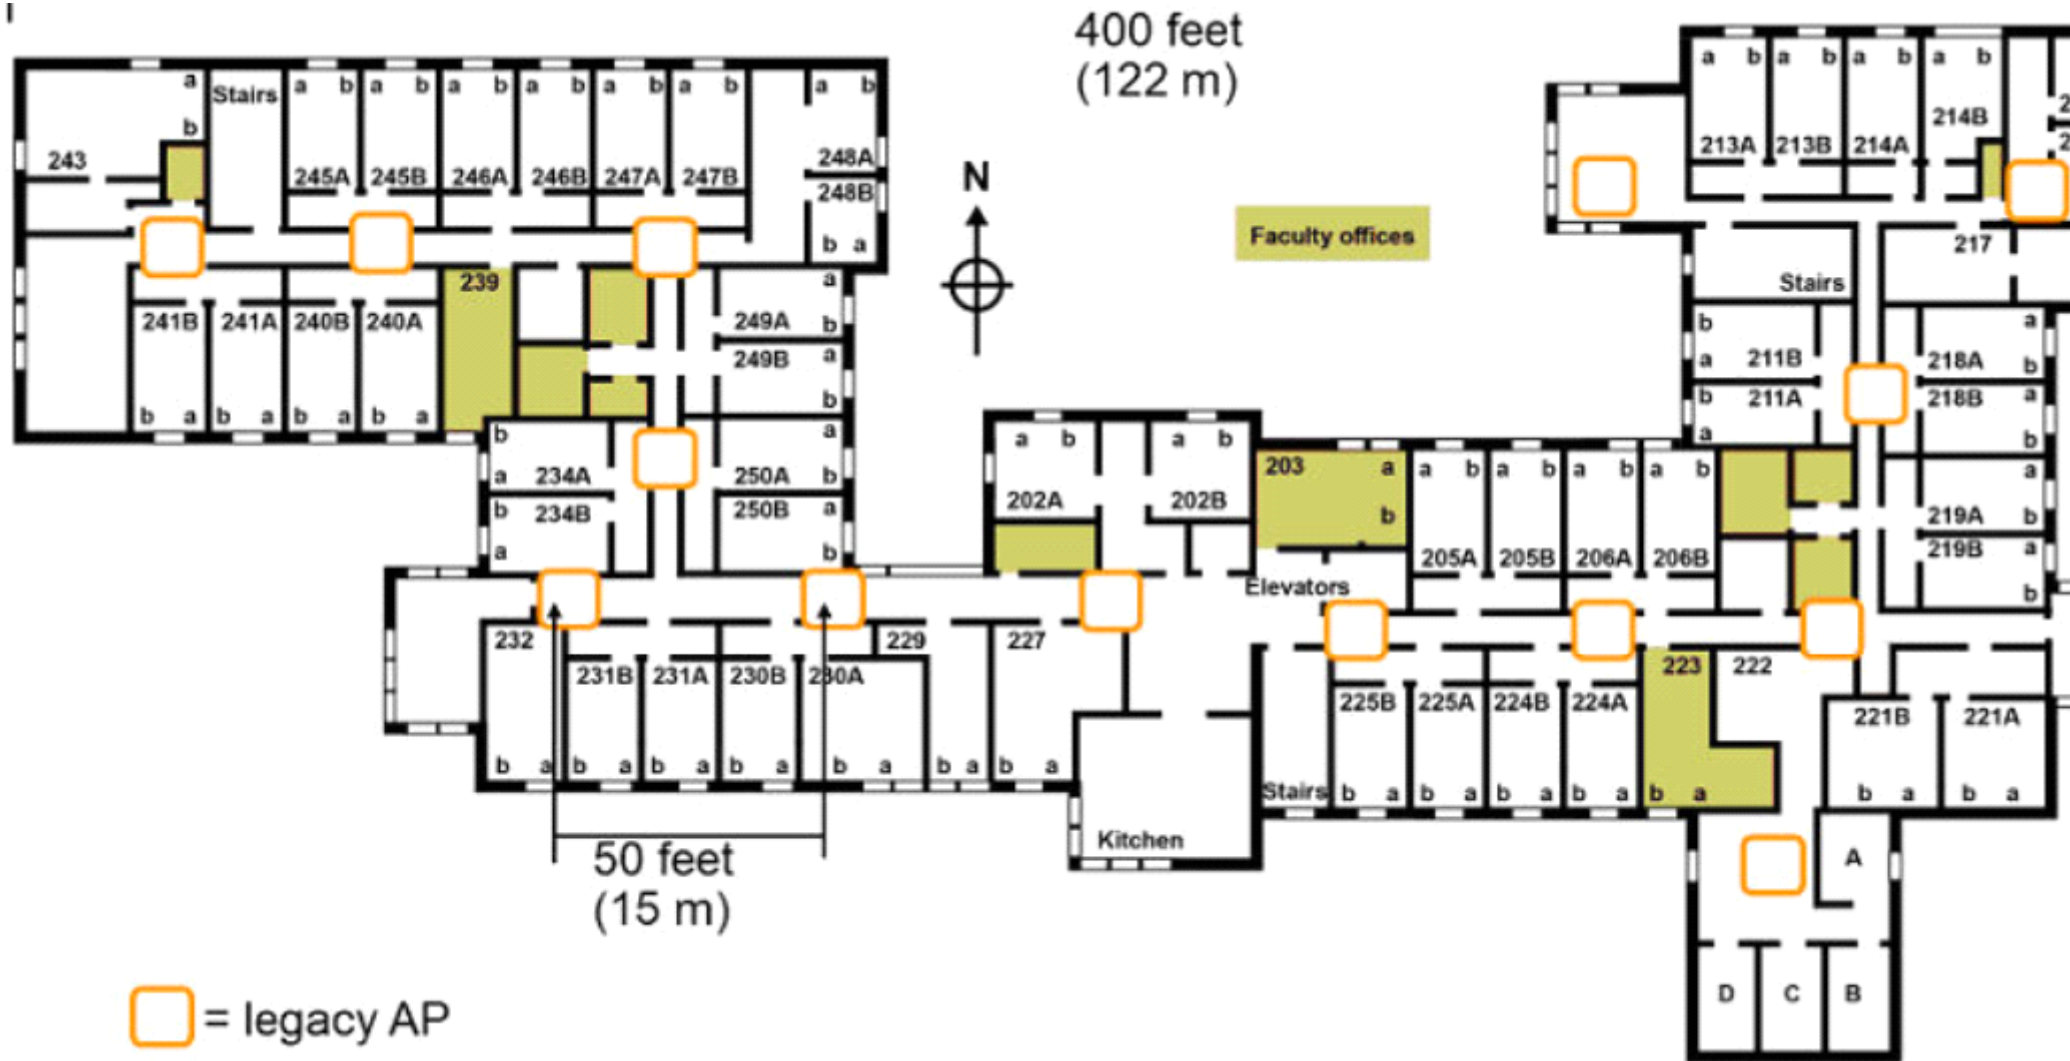 400 feet
(122 m)
a
b
243
Stairs
a b
a b
a b
a b
a b
a b
245A 245B 246A 246B 247A 247B
a b
248A
248B
b a
N
Faculty offices
a b
a b
a b
a b
213A 213B 214A
214B
2
2
217
Stairs
239
241B 241A 240B 240A
b a
b a
b a
b a
a
249A
b
249B
a
b
b
a
234A
b
234B
a
a
250A
b
250B
a
b
b
a
211B
b
211A
a
a
218A
b
218B
a
b
a b
a b
202A
202B
203
a
b
a b
a b
a b
a b
205A 205B 206A 206B
a
219A
b
219B
a
b
Elevators
232
231B 231A 230B 230A
229
227
b a
b a
b a
b a
b a
b a
b a
223
222
225B 225A 224B 224A
221B 221A
Stairs
b a
b a
b a
b a
b a
b a
b a
Kitchen
50 feet
(15 m)
A
D C B
= legacy AP